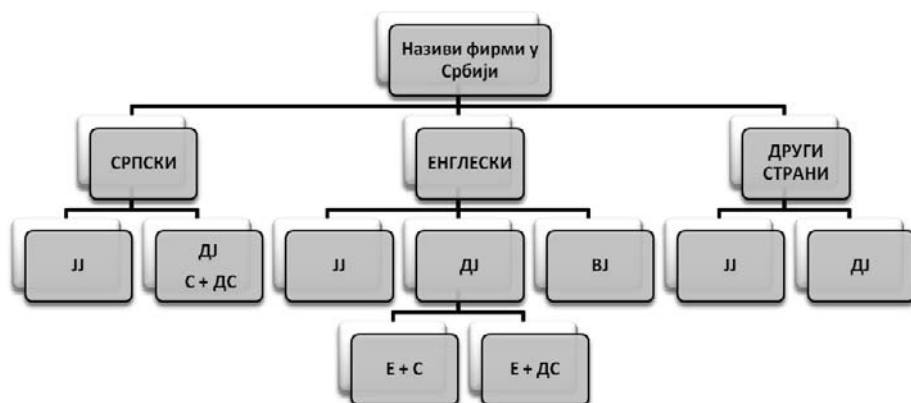 Називи фирми у
Србији
СРПСКИ
ЕНГЛЕСКИ
ДРУГИ
СТРАНИ
ЈЈ
ДЈ
С + ДС
ЈЈ
ДЈ
ВЈ
ЈЈ
ДЈ
Е + С
Е + ДС